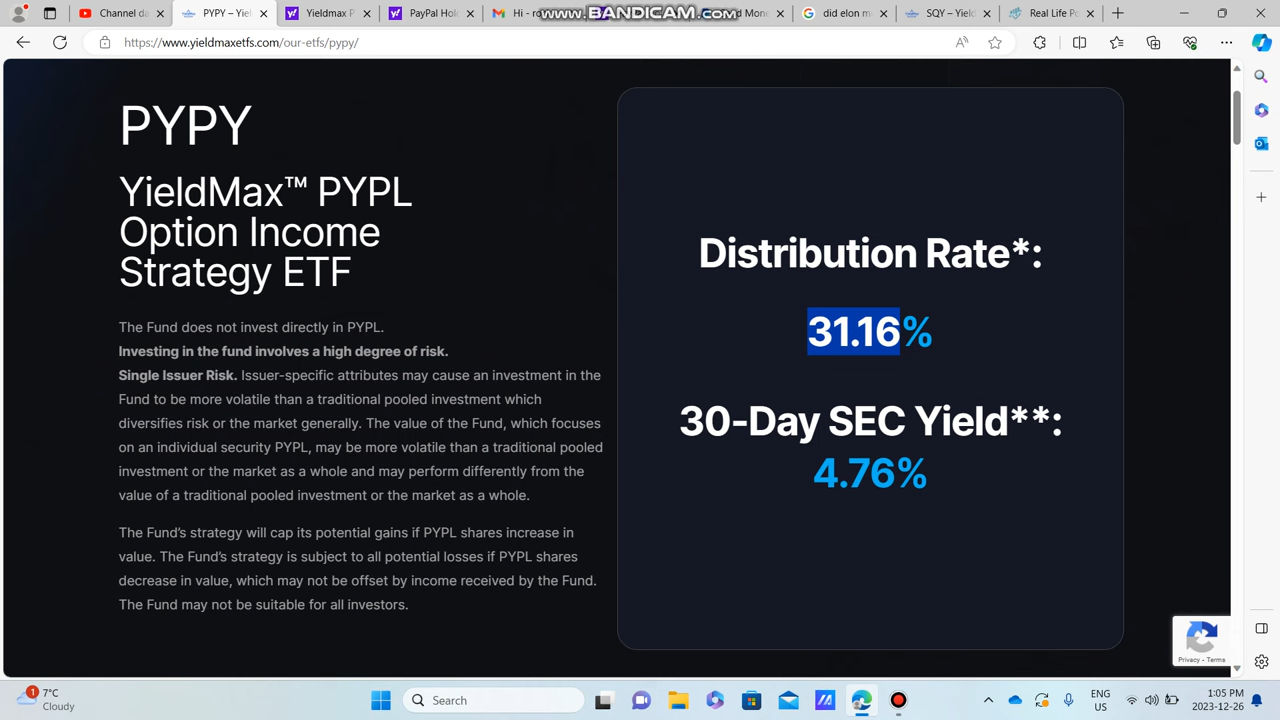 Channel da
PYPY – Yie
Yieldmax P
PayPal Hol
Hi - ro
www.BANDICAM.com
d Mone
did elon m
SQY – Yield
Real Life Pe
https://www.yieldmaxetfs.com/our-etfs/pypy/
PYPY
YieldMax™ PYPL
Option Income
Strategy ETF
The Fund does not invest directly in PYPL.
Investing in the fund involves a high degree of risk.
Single Issuer Risk. Issuer-specific attributes may cause an investment in the
Fund to be more volatile than a traditional pooled investment which
diversifies risk or the market generally. The value of the Fund, which focuses
on an individual security PYPL, may be more volatile than a traditional pooled
investment or the market as a whole and may perform differently from the
value of a traditional pooled investment or the market as a whole.
The Fund's strategy will cap its potential gains if PYPL shares increase in
value. The Fund's strategy is subject to all potential losses if PYPL shares
decrease in value, which may not be offset by income received by the Fund.
The Fund may not be suitable for all investors.
Distribution Rate*:
31.16%
30-Day SEC Yield**:
4.76%
Privacy - Terms
1
7°C
Cloudy
Search
ENG
US
1:05 PM
2023-12-26